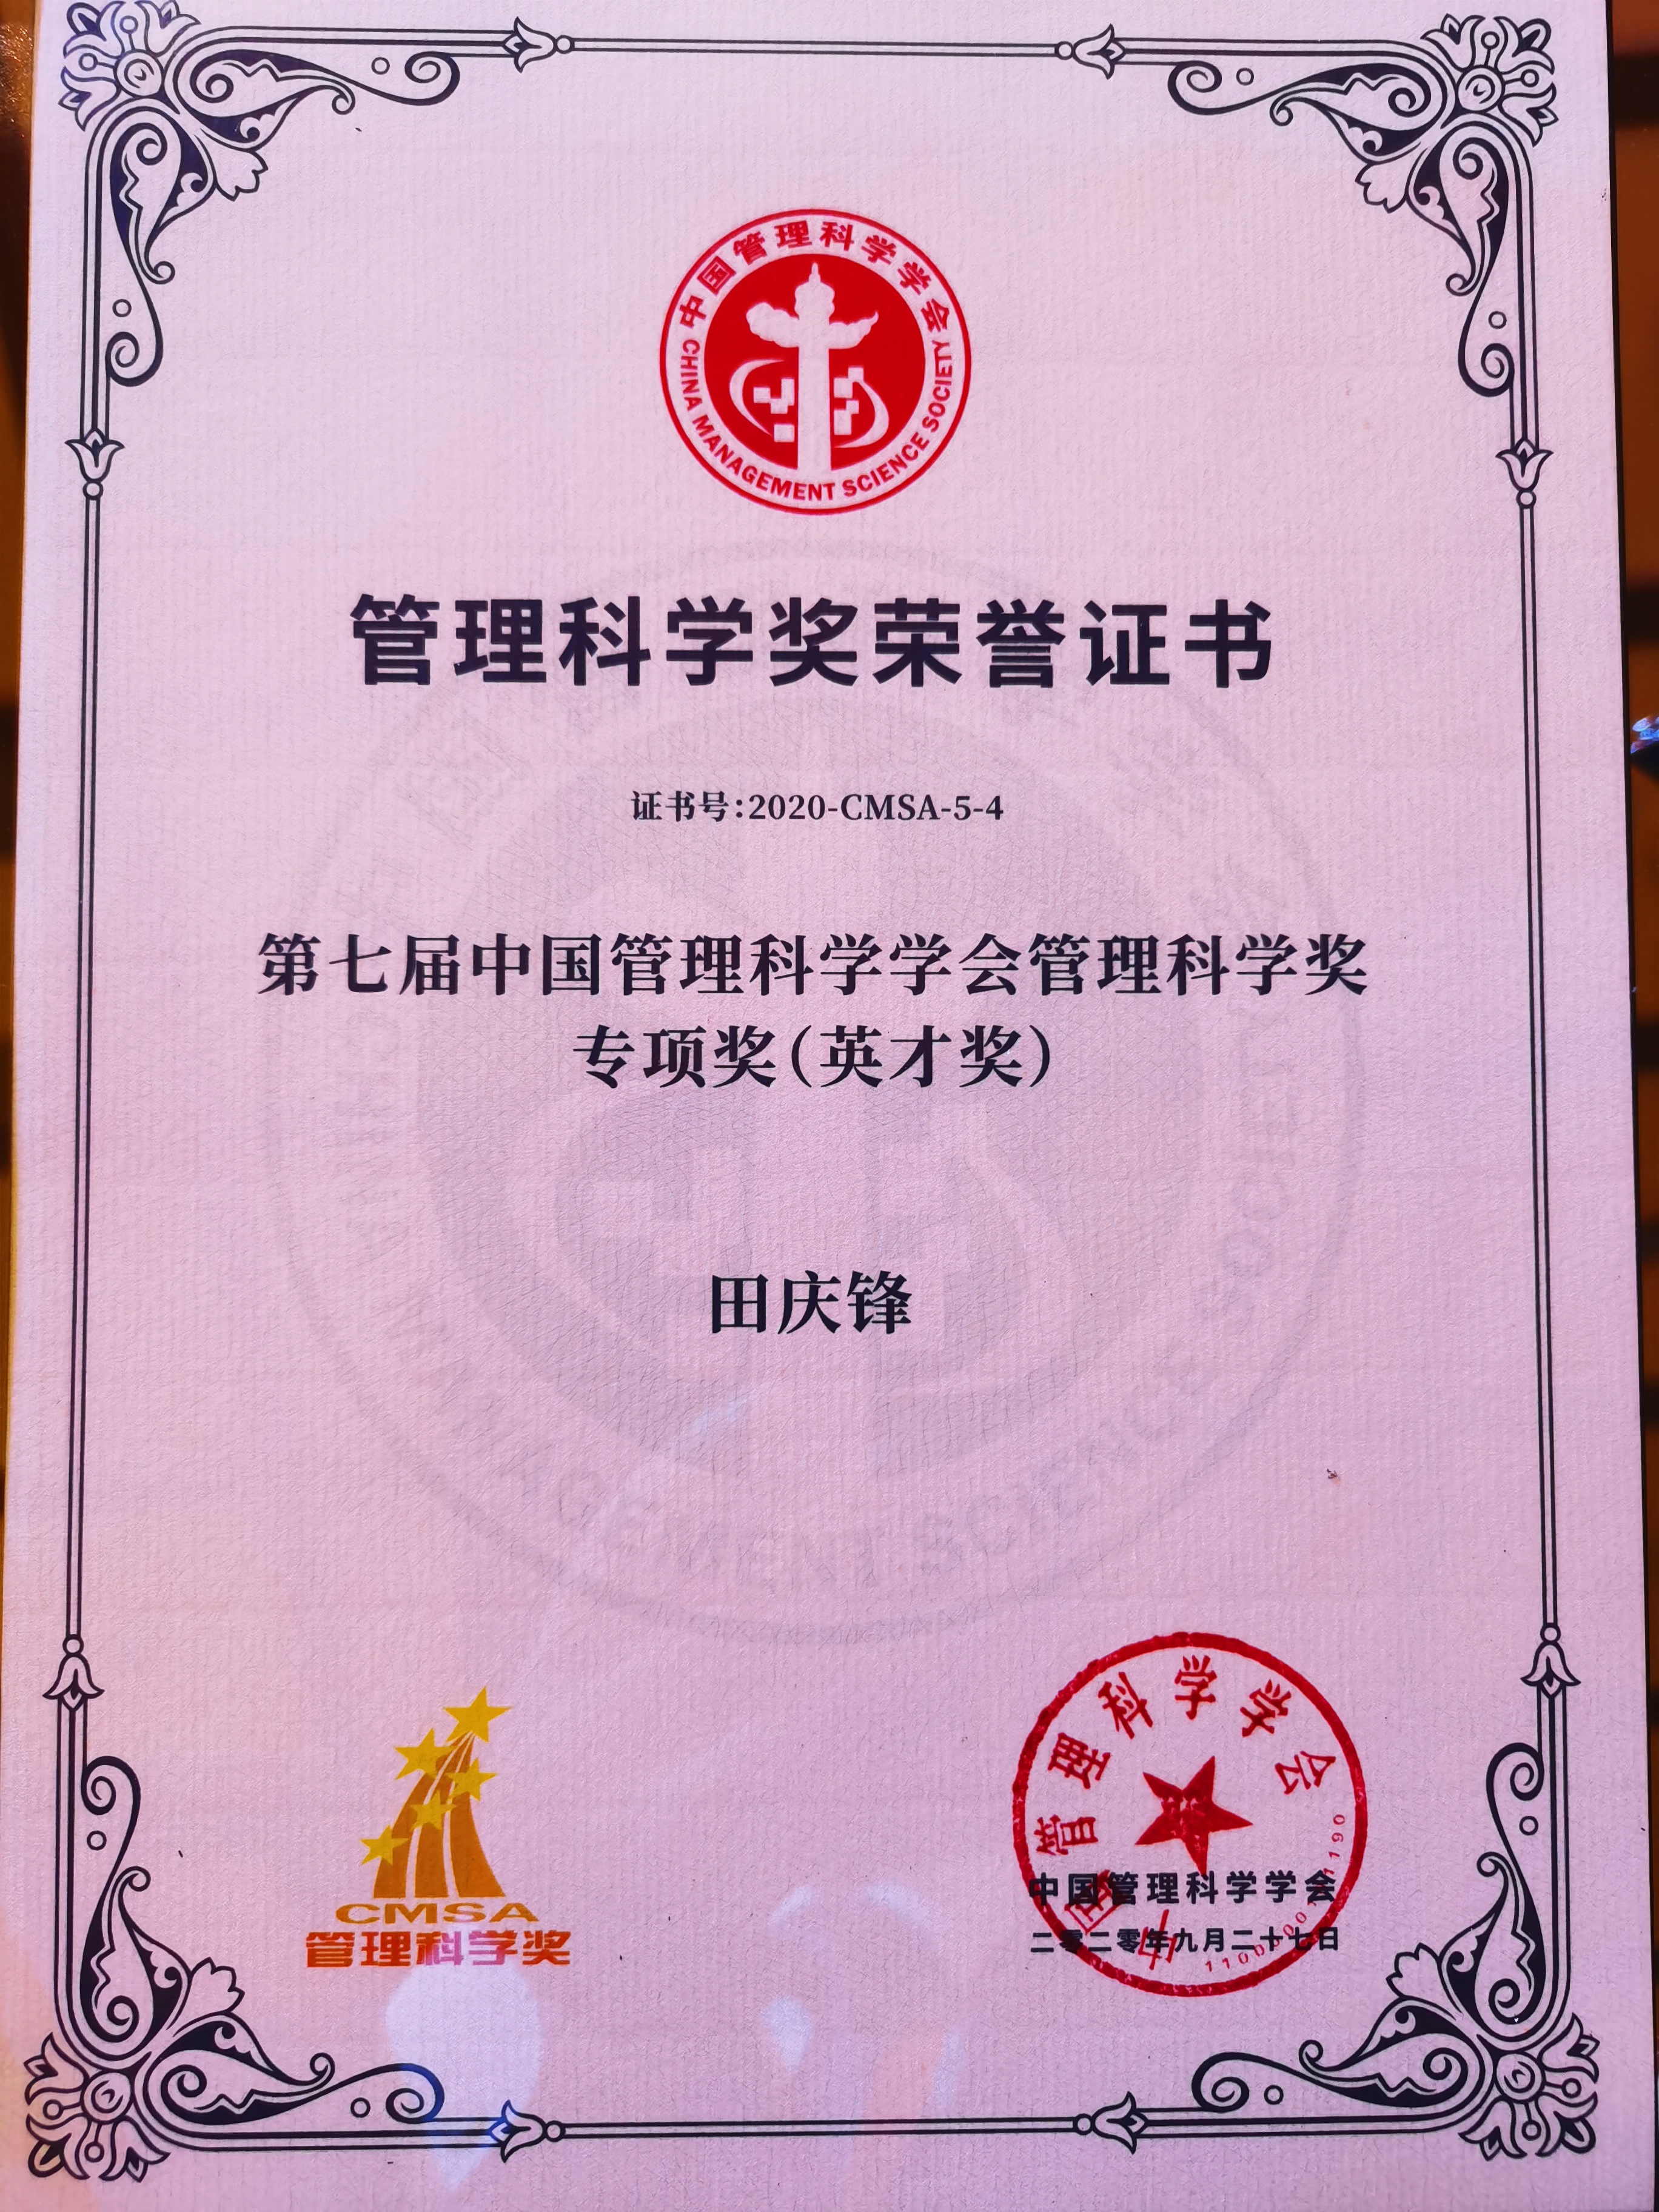 中国管理科学学会
CHINA MANAGEMENT SCIENCE SOCIETY
管理科学奖荣誉证书
证书号:2020-CMSA-5-4
第七届中国管理科学学会管理科学奖
专项奖(英才奖)
田庆锋
CMSA
管理科学奖
中国管理科学学会
中国管理科学学会
二零二零年九月二十七日